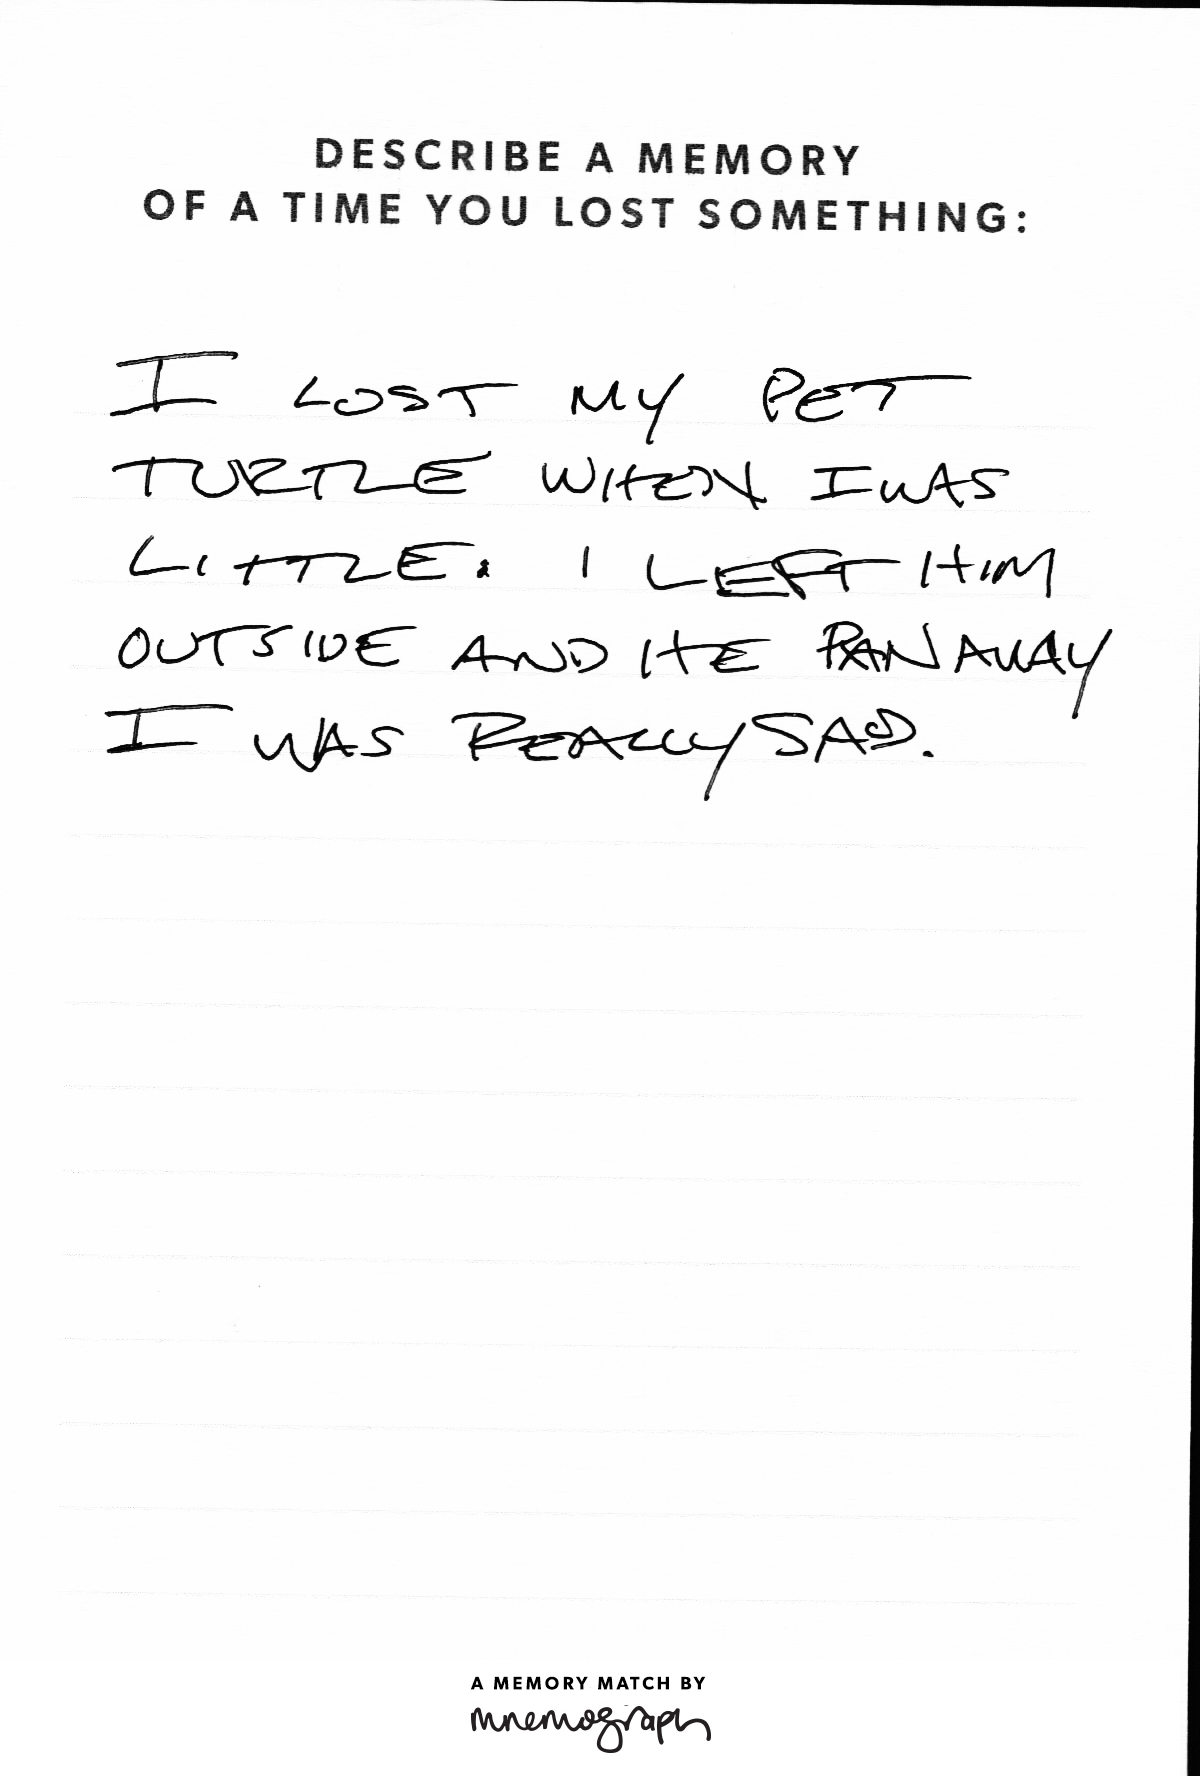 DESCRIBE A MEMORY
OF A TIME YOU LOST SOMETHING:
I LOST MY PET
TURTLE WHEN I WAS
LITTLE. I LEFT HIM
OUTSIDE AND HE RAN AWAY
I WAS REALLY SAD.
A MEMORY MATCH BY
mnemograph